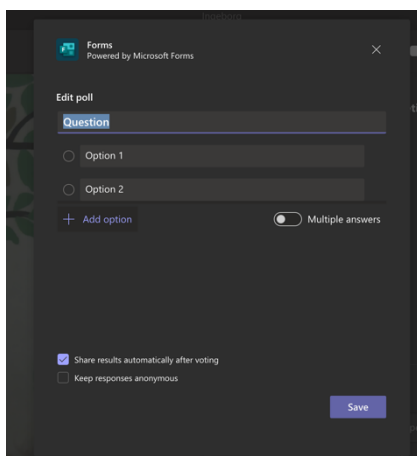 Forms
Powered by Microsoft Forms
Edit poll
Question
Option 1
Option 2
Add option
Multiple answers
Share results automatically after voting
Keep responses anonymous
Save